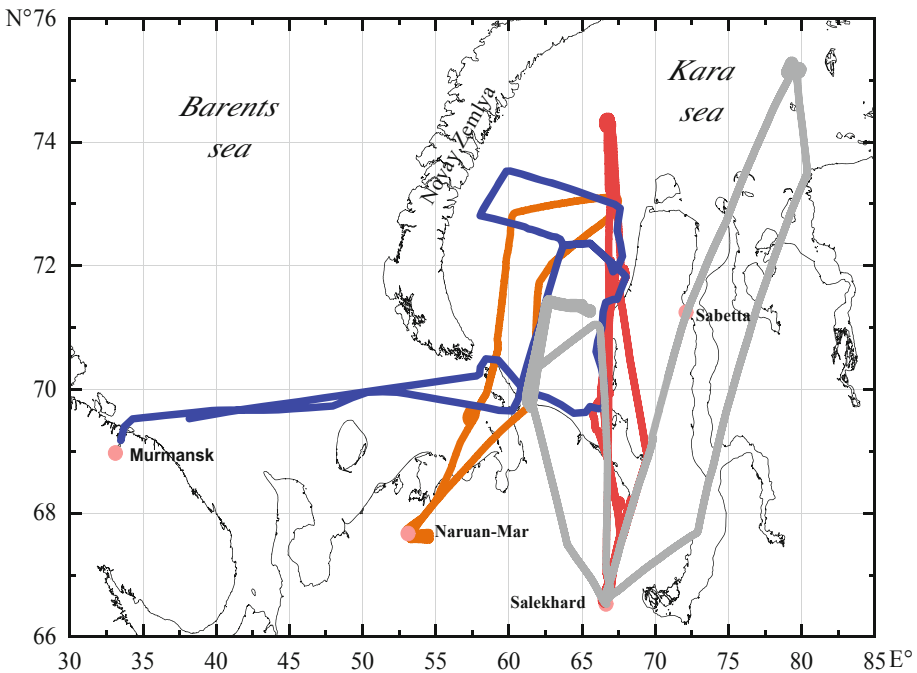 N°76
Barents
sea
Kara
sea
Novay Zemlya
74
72
70
68
66
Sabetta
Murmansk
Naruan-Mar
Salekhard
30 35 40 45 50 55 60 65 70 75 80 85 E°